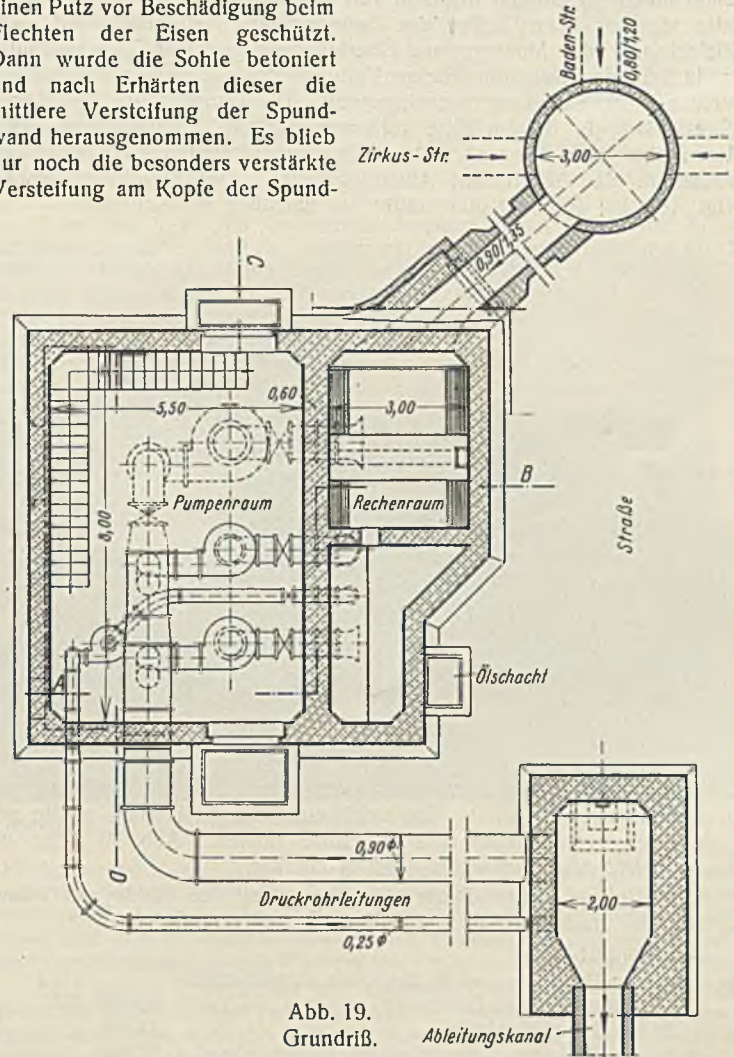 einen Putz vor Beschädigung beim
Flechten der Eisen geschützt.
Dann wurde die Sohle betoniert
und nach Erhärten dieser die
mittlere Versteifung der Spund-
wand herausgenommen. Es blieb
nur noch die besonders verstärkte
Versteifung am Kopfe der Spund-
Baden-Str.
0,80/1,20
Zirkus-Str.
3,00
0,90/1,35
C
5,50
0,60
3,00
B
Pumpenraum
Rechenraum
8,00
Straße
A
Ölschacht
D
0,90 ϕ
Druckrohrleitungen
2,00
0,25 ϕ
Abb. 19.
Grundriß.
Ableitungskanal